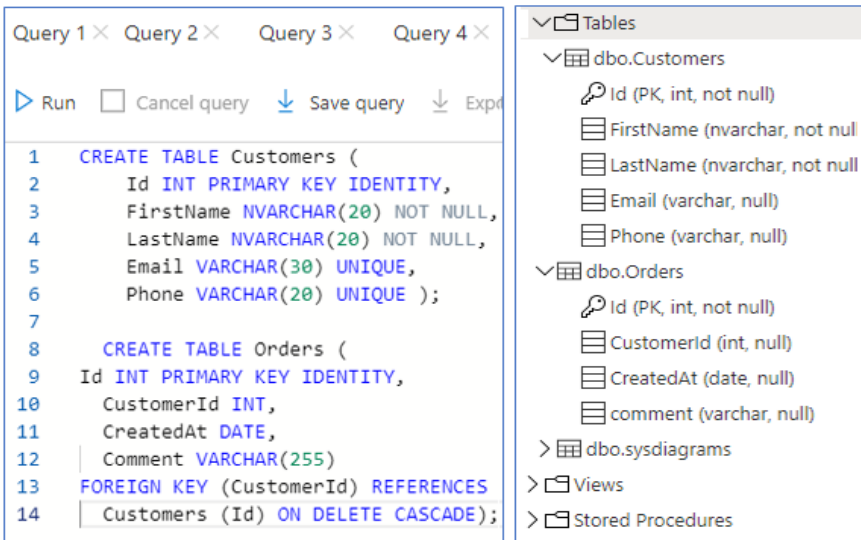 Query 1 Query 2 Query 3 Query 4
Run Cancel query Save query Expo
1 CREATE TABLE Customers (
2 Id INT PRIMARY KEY IDENTITY,
3 FirstName NVARCHAR(20) NOT NULL,
4 LastName NVARCHAR(20) NOT NULL,
5 Email VARCHAR(30) UNIQUE,
6 Phone VARCHAR(20) UNIQUE );
7
8 CREATE TABLE Orders (
9 Id INT PRIMARY KEY IDENTITY,
10 CustomerId INT,
11 CreatedAt DATE,
12 Comment VARCHAR(255)
13 FOREIGN KEY (CustomerId) REFERENCES
14 Customers (Id) ON DELETE CASCADE);
Tables
dbo.Customers
Id (PK, int, not null)
FirstName (nvarchar, not null
LastName (nvarchar, not null
Email (varchar, null)
Phone (varchar, null)
dbo.Orders
Id (PK, int, not null)
CustomerId (int, null)
CreatedAt (date, null)
comment (varchar, null)
dbo.sysdiagrams
Views
Stored Procedures